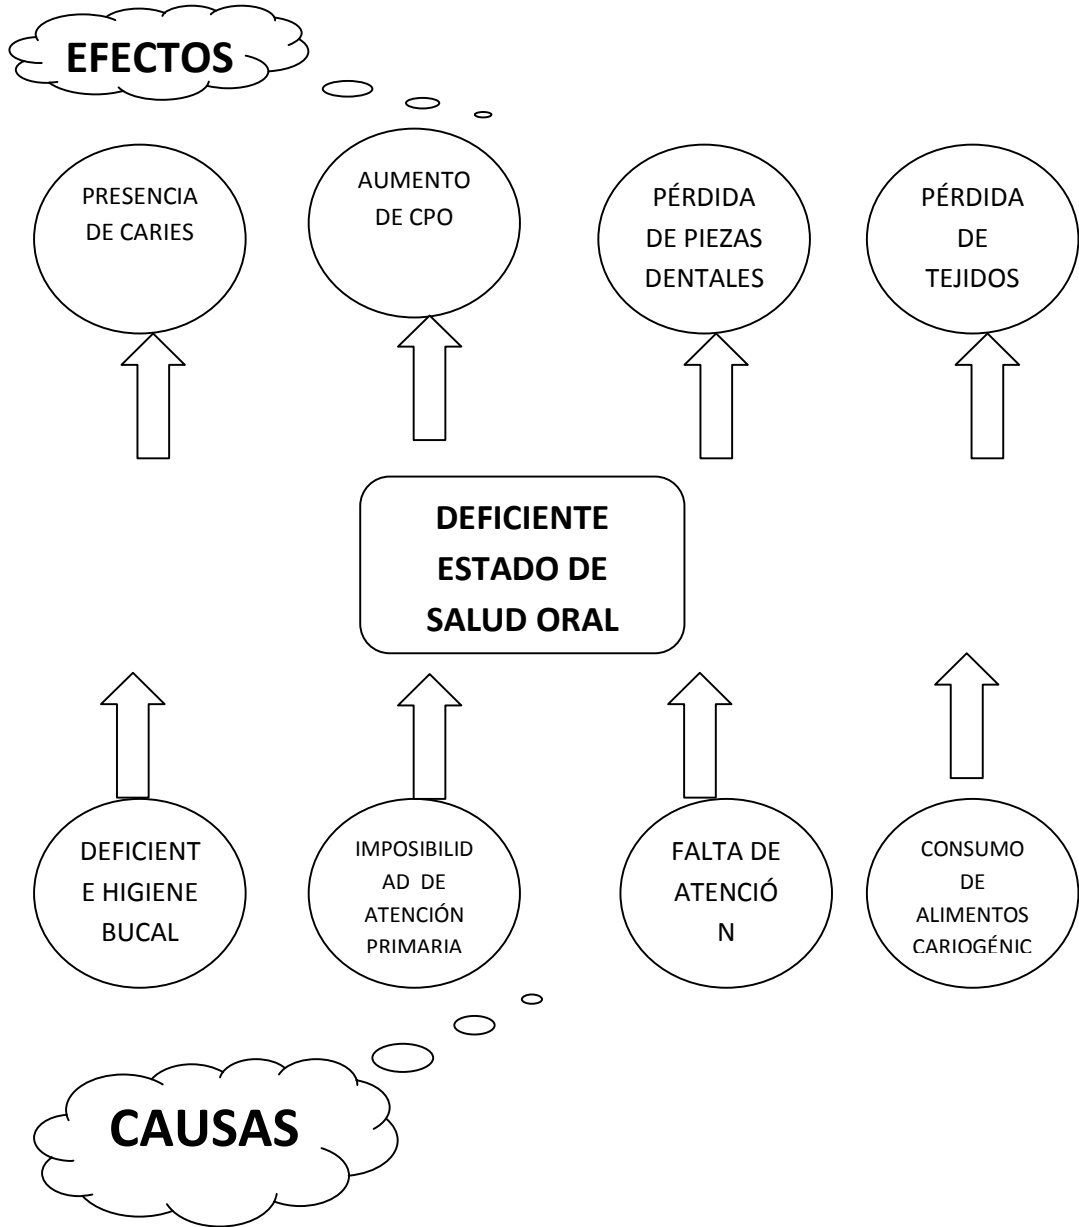 EFECTOS
PRESENCIA
DE CARIES
AUMENTO
DE CPO
PÉRDIDA
DE PIEZAS
DENTALES
PÉRDIDA
DE
TEJIDOS
DEFICIENTE
ESTADO DE
SALUD ORAL
DEFICIENT
E HIGIENE
BUCAL
IMPOSIBILID
AD DE
ATENCIÓN
PRIMARIA
FALTA DE
ATENCIÓ
N
CONSUMO
DE
ALIMENTOS
CARIOGÉNIC
CAUSAS